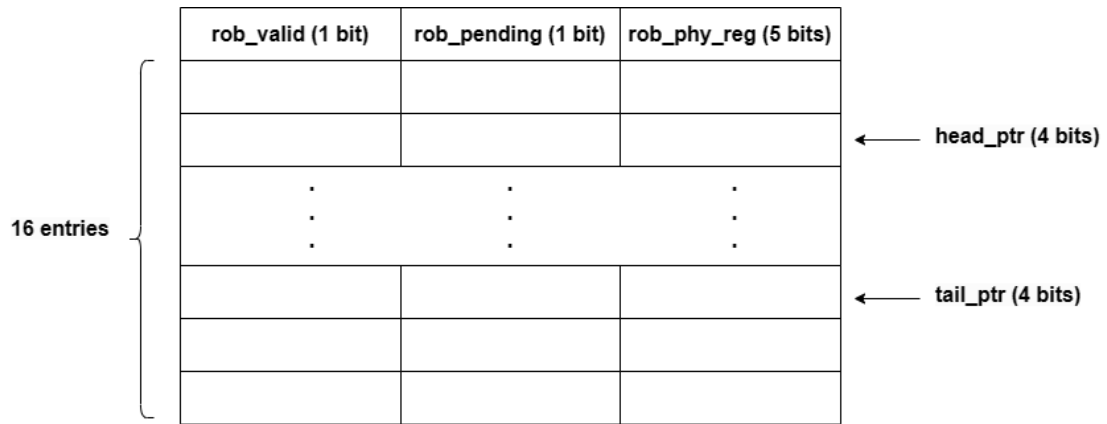 rob_valid (1 bit) rob_pending (1 bit) rob_phy_reg (5 bits)
head_ptr (4 bits)
16 entries
tail_ptr (4 bits)